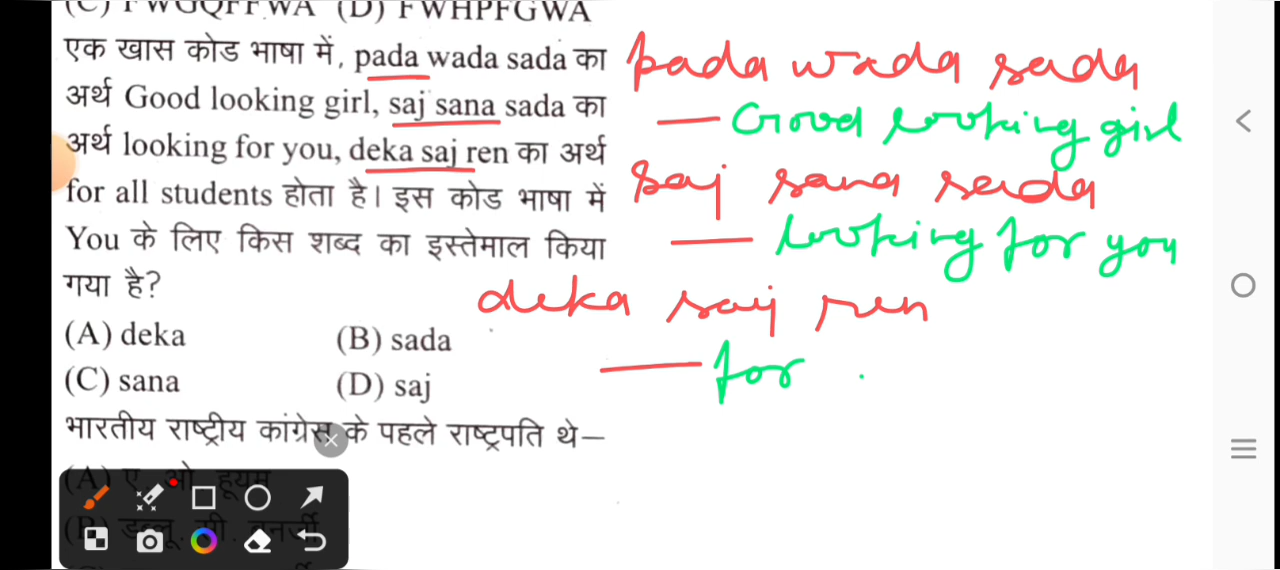 (C) FWGQFFWA (D) FWHPFGWA
एक खास कोड भाषा में, pada wada sada का
अर्थ Good looking girl, saj sana sada का
अर्थ looking for you, deka saj ren का अर्थ
for all students होता है। इस कोड भाषा में
You के लिए किस शब्द का इस्तेमाल किया
गया है?
(A) deka (B) sada
(C) sana (D) saj
भारतीय राष्ट्रीय कांग्रेस के पहले राष्ट्रपति थे–
(A) ए. ओ. ह्यूम
(B) डब्लू. सी. बनर्जी
pada wada sada
— Good looking girl
saj sana sada
— looking for you
deka saj ren
— for